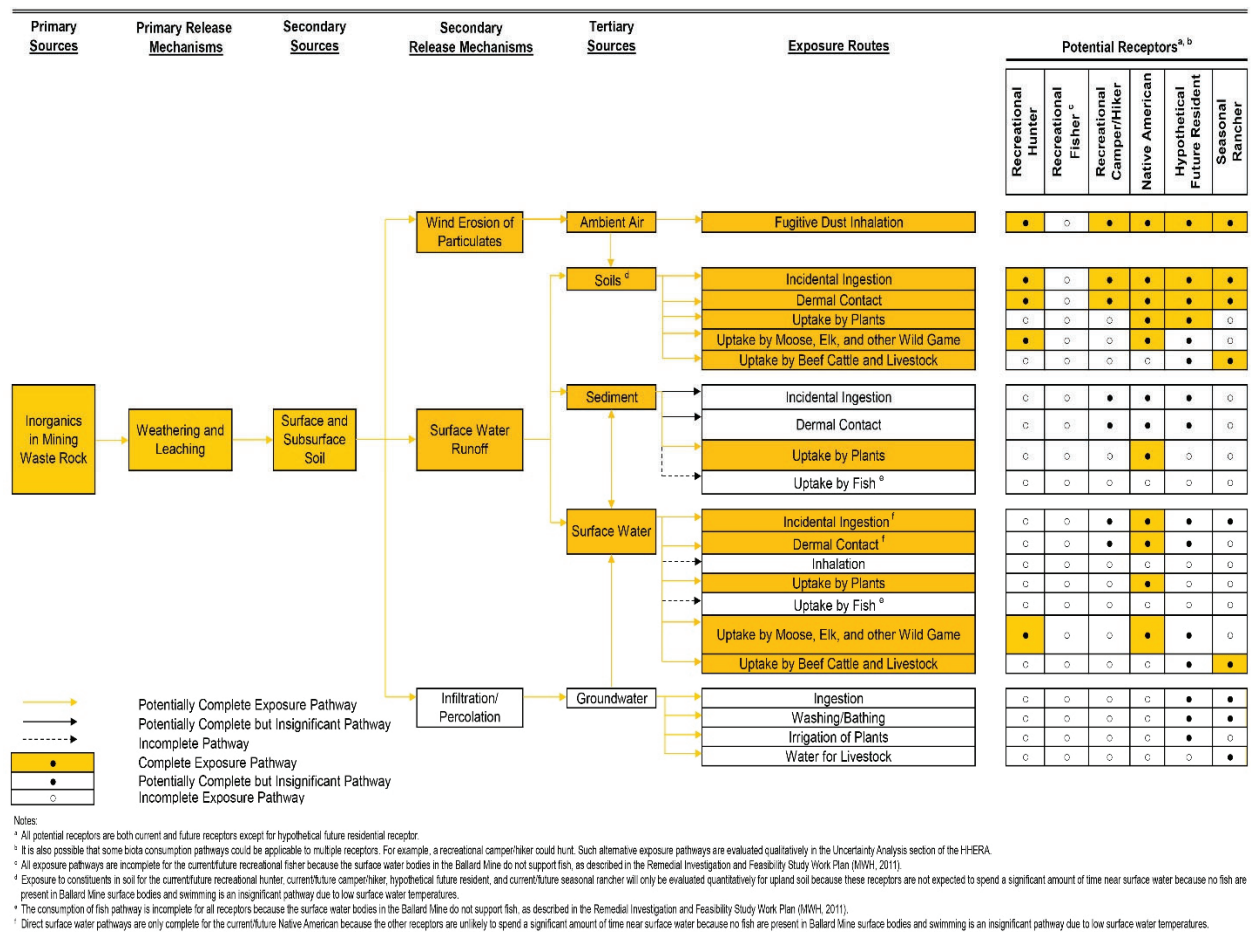 Primary Sources
Primary Release Mechanisms
Secondary Sources
Secondary Release Mechanisms
Tertiary Sources
Exposure Routes
Potential Receptors a, b
Recreational Hunter
Recreational Fisher c
Recreational Camper/Hiker
Native American
Hypothetical Future Resident
Seasonal Rancher
Wind Erosion of Particulates
Ambient Air
Fugitive Dust Inhalation
● ○ ● ● ● ●
Soils d
Incidental Ingestion
● ○ ● ● ● ●
Dermal Contact
● ○ ● ● ● ●
Uptake by Plants
○ ○ ○ ● ● ○
Uptake by Moose, Elk, and other Wild Game
● ○ ○ ● ● ○
Uptake by Beef Cattle and Livestock
○ ○ ○ ○ ● ●
Inorganics in Mining Waste Rock
Weathering and Leaching
Surface and Subsurface Soil
Surface Water Runoff
Sediment
Incidental Ingestion
○ ○ ● ● ● ○
Dermal Contact
○ ○ ● ● ● ○
Uptake by Plants
○ ○ ○ ● ○ ○
Uptake by Fish e
○ ○ ○ ○ ○ ○
Surface Water
Incidental Ingestion f
○ ○ ● ● ● ●
Dermal Contact f
○ ○ ● ● ● ○
Inhalation
○ ○ ○ ○ ○ ○
Uptake by Plants
○ ○ ○ ● ○ ○
Uptake by Fish e
○ ○ ○ ○ ○ ○
Uptake by Moose, Elk, and other Wild Game
● ○ ○ ● ● ○
Uptake by Beef Cattle and Livestock
○ ○ ○ ○ ● ●
Infiltration/ Percolation
Groundwater
Ingestion
○ ○ ○ ○ ● ●
Washing/Bathing
○ ○ ○ ○ ● ●
Irrigation of Plants
○ ○ ○ ○ ● ○
Water for Livestock
○ ○ ○ ○ ○ ●
Potentially Complete Exposure Pathway
Potentially Complete but Insignificant Pathway
Incomplete Pathway
● Complete Exposure Pathway
● Potentially Complete but Insignificant Pathway
○ Incomplete Exposure Pathway
Notes:
a All potential receptors are both current and future receptors except for hypothetical future residential receptor.
b It is also possible that some biota consumption pathways could be applicable to multiple receptors. For example, a recreational camper/hiker could hunt. Such alternative exposure pathways are evaluated qualitatively in the Uncertainty Analysis section of the HHERA.
c All exposure pathways are incomplete for the current/future recreational fisher because the surface water bodies in the Ballard Mine do not support fish, as described in the Remedial Investigation and Feasibility Study Work Plan (MWH, 2011).
d Exposure to constituents in soil for the current/future recreational hunter, current/future camper/hiker, hypothetical future resident, and current/future seasonal rancher will only be evaluated quantitatively for upland soil because these receptors are not expected to spend a significant amount of time near surface water because no fish are
present in Ballard Mine surface bodies and swimming is an insignificant pathway due to low surface water temperatures.
e The consumption of fish pathway is incomplete for all receptors because the surface water bodies in the Ballard Mine do not support fish, as described in the Remedial Investigation and Feasibility Study Work Plan (MWH, 2011).
f Direct surface water pathways are only complete for the current/future Native American because the other receptors are unlikely to spend a significant amount of time near surface water because no fish are present in Ballard Mine surface bodies and swimming is an insignificant pathway due to low surface water temperatures.